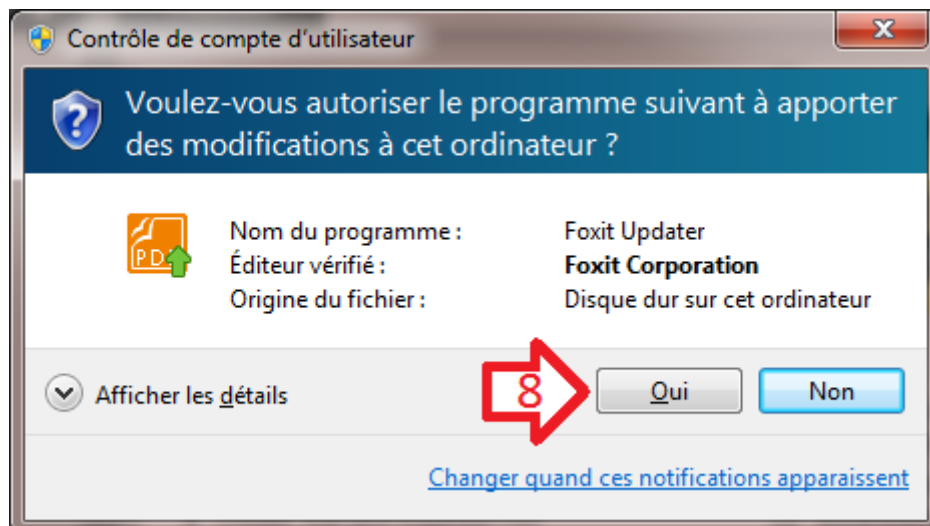 Contrôle de compte d'utilisateur
Voulez-vous autoriser le programme suivant à apporter
des modifications à cet ordinateur ?
PD
Nom du programme : Foxit Updater
Éditeur vérifié : Foxit Corporation
Origine du fichier : Disque dur sur cet ordinateur
Afficher les détails
8
Oui
Non
Changer quand ces notifications apparaissent